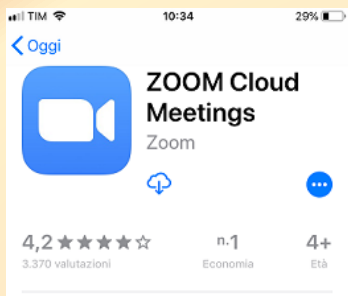 TIM 10:34 29%
Oggi
ZOOM Cloud
Meetings
Zoom
4,2 n.1 4+
3.370 valutazioni Economia Età